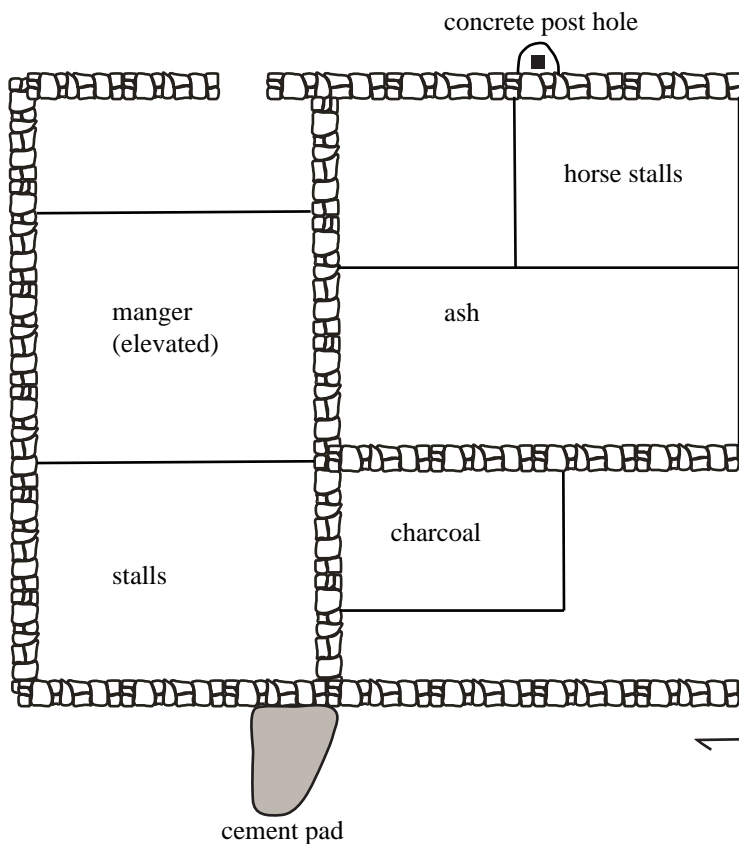 concrete post hole
horse stalls
manger
(elevated)
ash
charcoal
stalls
cement pad